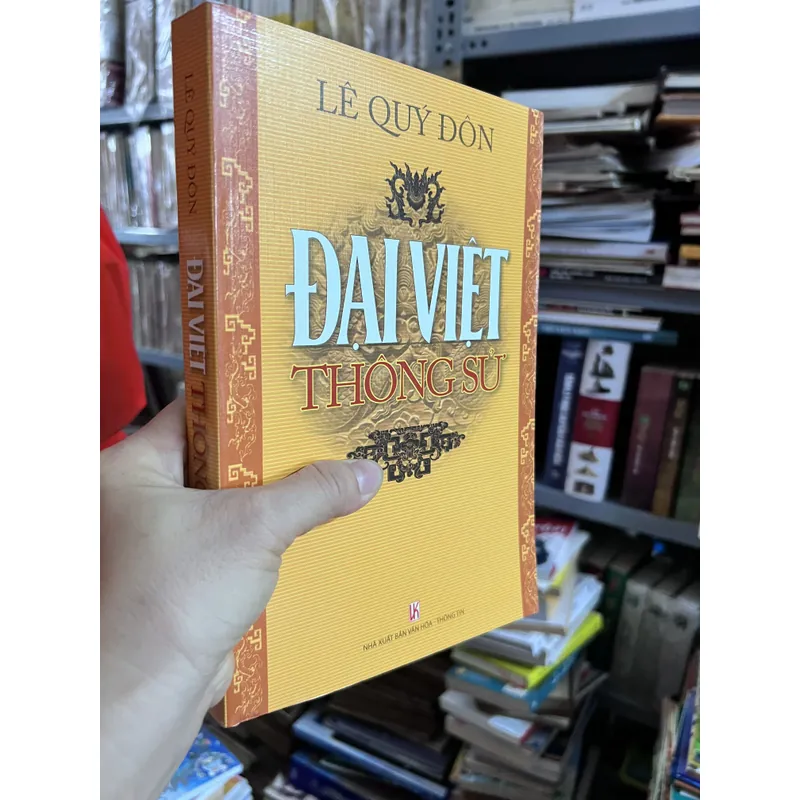 LÊ QUÝ ĐÔN
ĐẠI VIỆT
THÔNG SỬ
NHÀ XUẤT BẢN VĂN HÓA - THÔNG TIN
LÊ QUÝ ĐÔN
ĐẠI VIỆT THÔNG